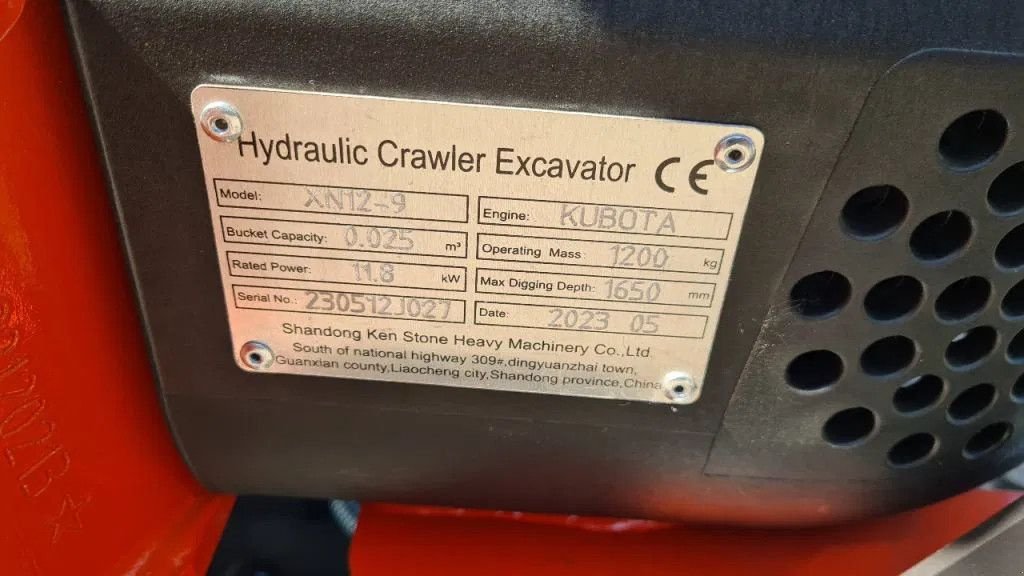 Hydraulic Crawler Excavator CE
Model: XN12-9
Engine: KUBOTA
Bucket Capacity: 0.025 m³
Operating Mass: 1200 kg
Rated Power: 11.8 kW
Max Digging Depth: 1650 mm
Serial No.: 230512J027
Date: 2023 05
Shandong Ken Stone Heavy Machinery Co.,Ltd
South of national highway 309#,dingyuanzhai town,
Guanxian county,Liaocheng city,Shandong province,China